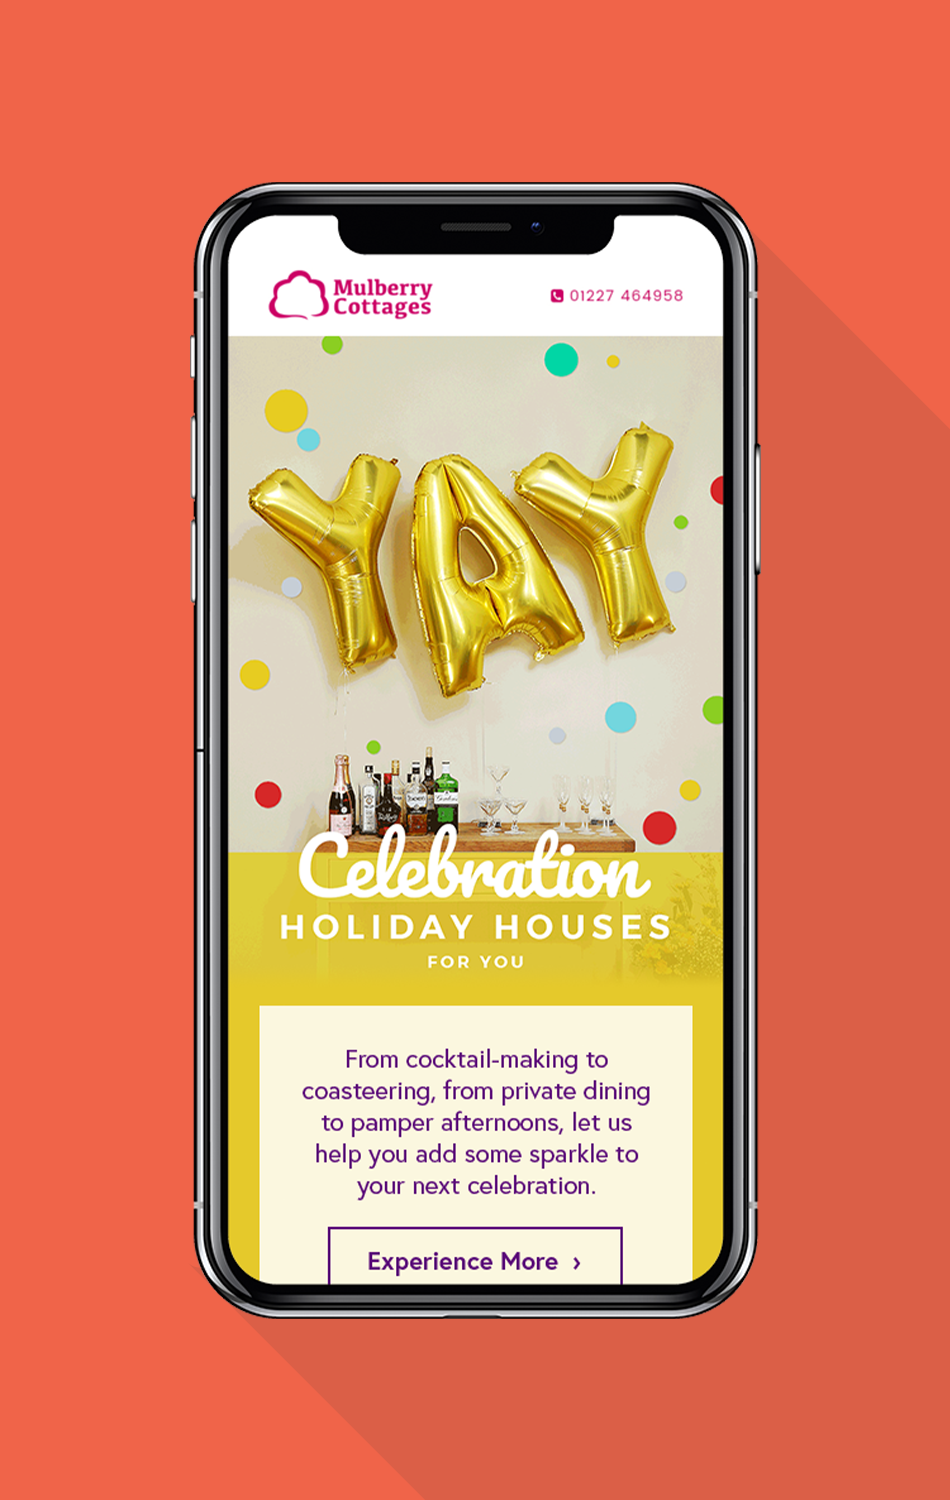 Mulberry
Cottages
01227 464958
YAY
Celebration
HOLIDAY HOUSES
FOR YOU
From cocktail-making to
coasteering, from private dining
to pamper afternoons, let us
help you add some sparkle to
your next celebration.
Experience More ›